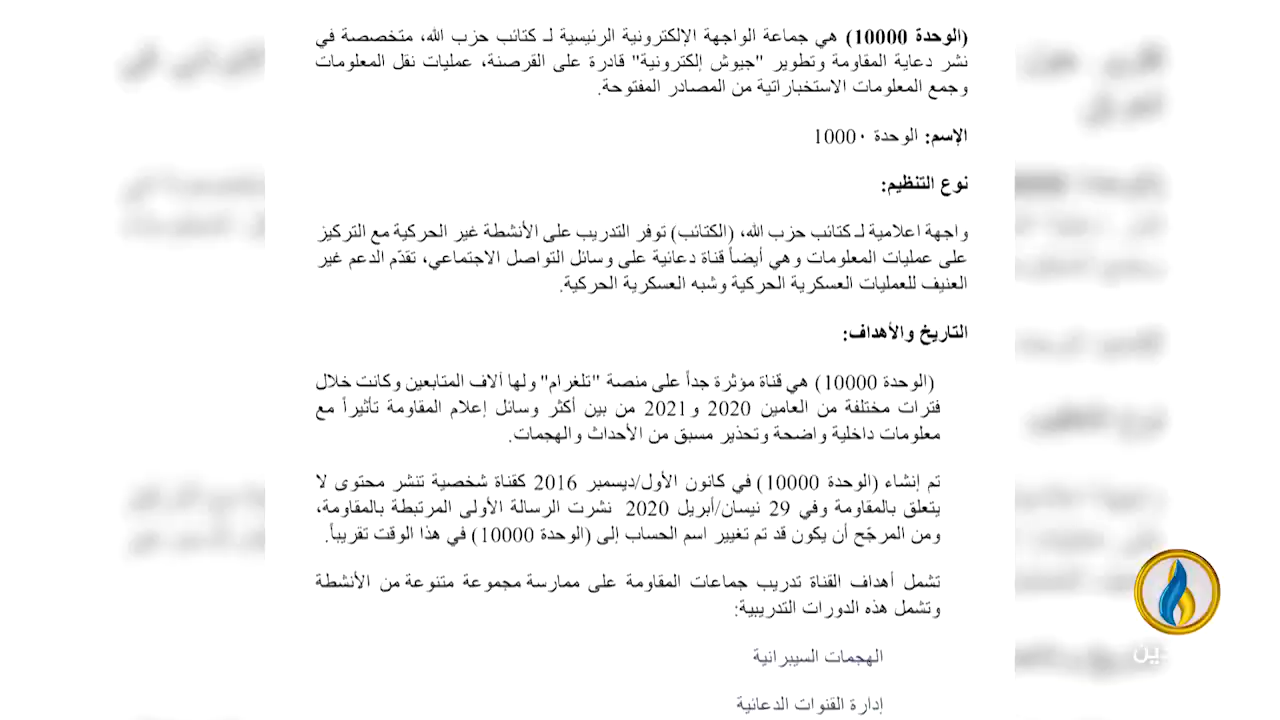 (الوحدة 10000) هي جماعة الواجهة الإلكترونية الرئيسية لـ كتائب حزب الله، متخصصة في
نشر دعاية المقاومة وتطوير "جيوش إلكترونية" قادرة على القرصنة، عمليات نقل المعلومات
وجمع المعلومات الاستخباراتية من المصادر المفتوحة.
الإسم: الوحدة 1000٠
نوع التنظيم:
واجهة اعلامية لـ كتائب حزب الله، (الكتائب) توفر التدريب على الأنشطة غير الحركية مع التركيز
على عمليات المعلومات وهي أيضاً قناة دعائية على وسائل التواصل الاجتماعي، تقدّم الدعم غير
العنيف للعمليات العسكرية الحركية وشبه العسكرية الحركية.
التاريخ والأهداف:
(الوحدة 10000) هي قناة مؤثرة جداً على منصة "تلغرام" ولها آلاف المتابعين وكانت خلال
فترات مختلفة من العامين 2020 و2021 من بين أكثر وسائل إعلام المقاومة تأثيراً مع
معلومات داخلية واضحة وتحذير مسبق من الأحداث والهجمات.
تم إنشاء (الوحدة 10000) في كانون الأول/ديسمبر 2016 كقناة شخصية تنشر محتوى لا
يتعلق بالمقاومة وفي 29 نيسان/أبريل 2020 نشرت الرسالة الأولى المرتبطة بالمقاومة،
ومن المرجّح أن يكون قد تم تغيير اسم الحساب إلى (الوحدة 10000) في هذا الوقت تقريباً.
تشمل أهداف القناة تدريب جماعات المقاومة على ممارسة مجموعة متنوعة من الأنشطة
وتشمل هذه الدورات التدريبية:
الهجمات السيبرانية
إدارة القنوات الدعائية